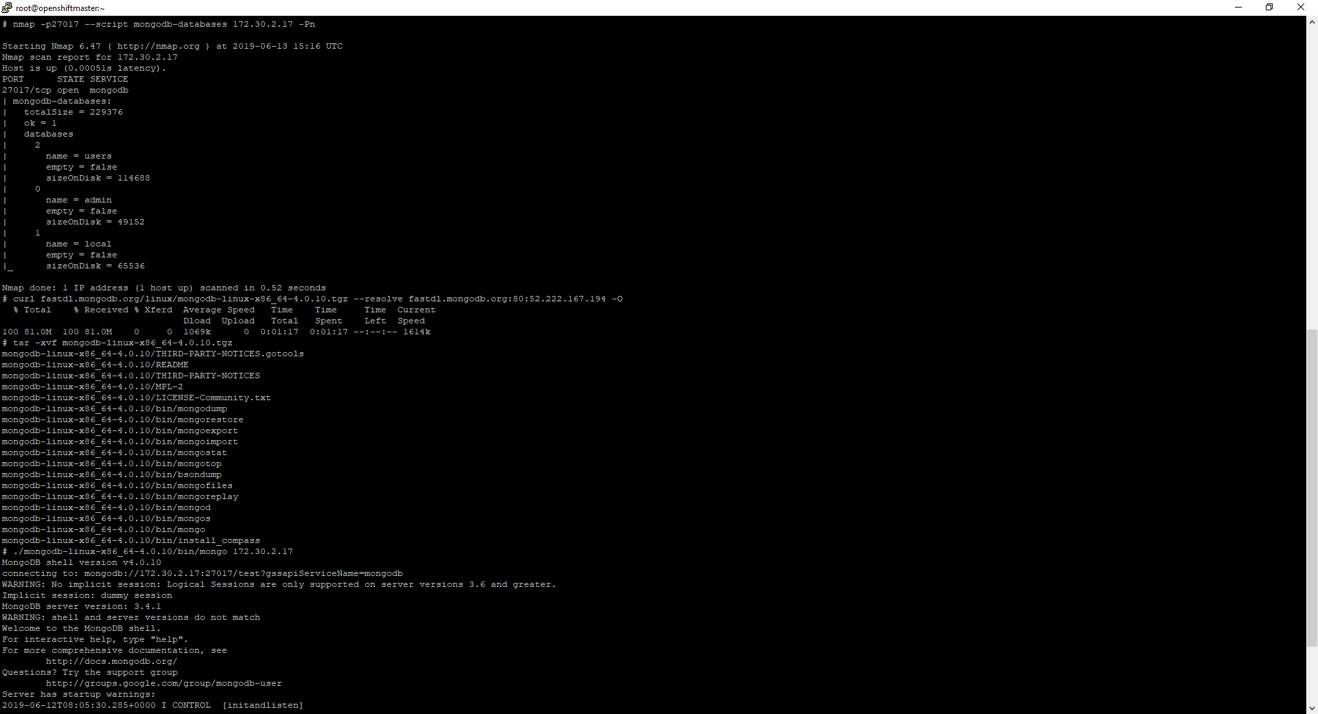 root@openshiftmaster:~
# nmap -p27017 --script mongodb-databases 172.30.2.17 -Pn
Starting Nmap 6.47 ( http://nmap.org ) at 2019-06-13 15:16 UTC
Nmap scan report for 172.30.2.17
Host is up (0.00051s latency).
PORT      STATE SERVICE
27017/tcp open  mongodb
| mongodb-databases:
|   totalSize = 229376
|   ok = 1
|   databases
|     2
|       name = users
|       empty = false
|       sizeOnDisk = 114688
|     0
|       name = admin
|       empty = false
|       sizeOnDisk = 49152
|     1
|       name = local
|       empty = false
|_      sizeOnDisk = 65536
Nmap done: 1 IP address (1 host up) scanned in 0.52 seconds
# curl fastdl.mongodb.org/linux/mongodb-linux-x86_64-4.0.10.tgz --resolve fastdl.mongodb.org:80:52.222.167.194 -O
  % Total    % Received % Xferd  Average Speed   Time    Time     Time  Current
                                 Dload  Upload   Total   Spent    Left  Speed
100 81.0M  100 81.0M    0     0  1069k      0  0:01:17  0:01:17 --:--:-- 1614k
# tar -xvf mongodb-linux-x86_64-4.0.10.tgz
mongodb-linux-x86_64-4.0.10/THIRD-PARTY-NOTICES.gotools
mongodb-linux-x86_64-4.0.10/README
mongodb-linux-x86_64-4.0.10/THIRD-PARTY-NOTICES
mongodb-linux-x86_64-4.0.10/MPL-2
mongodb-linux-x86_64-4.0.10/LICENSE-Community.txt
mongodb-linux-x86_64-4.0.10/bin/mongodump
mongodb-linux-x86_64-4.0.10/bin/mongorestore
mongodb-linux-x86_64-4.0.10/bin/mongoexport
mongodb-linux-x86_64-4.0.10/bin/mongoimport
mongodb-linux-x86_64-4.0.10/bin/mongostat
mongodb-linux-x86_64-4.0.10/bin/mongotop
mongodb-linux-x86_64-4.0.10/bin/bsondump
mongodb-linux-x86_64-4.0.10/bin/mongofiles
mongodb-linux-x86_64-4.0.10/bin/mongoreplay
mongodb-linux-x86_64-4.0.10/bin/mongod
mongodb-linux-x86_64-4.0.10/bin/mongos
mongodb-linux-x86_64-4.0.10/bin/mongo
mongodb-linux-x86_64-4.0.10/bin/install_compass
# ./mongodb-linux-x86_64-4.0.10/bin/mongo 172.30.2.17
MongoDB shell version v4.0.10
connecting to: mongodb://172.30.2.17:27017/test?gssapiServiceName=mongodb
WARNING: No implicit session: Logical Sessions are only supported on server versions 3.6 and greater.
Implicit session: dummy session
MongoDB server version: 3.4.1
WARNING: shell and server versions do not match
Welcome to the MongoDB shell.
For interactive help, type "help".
For more comprehensive documentation, see
        http://docs.mongodb.org/
Questions? Try the support group
        http://groups.google.com/group/mongodb-user
Server has startup warnings:
2019-06-12T08:05:30.285+0000 I CONTROL  [initandlisten]